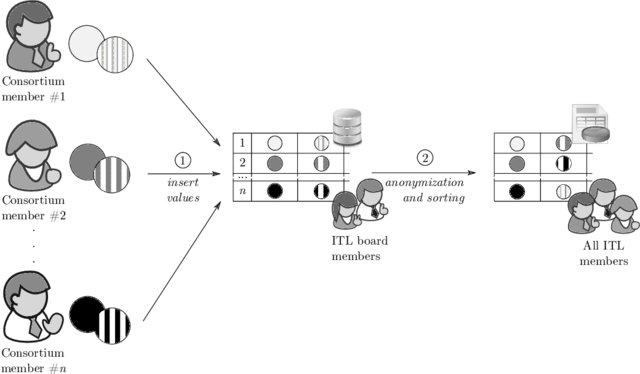 Consortium
member #1
Consortium
member #2
.
.
.
Consortium
member #n
1
insert
values
1
2
...
n
ITL board
members
2
anonymization
and sorting
All ITL
members